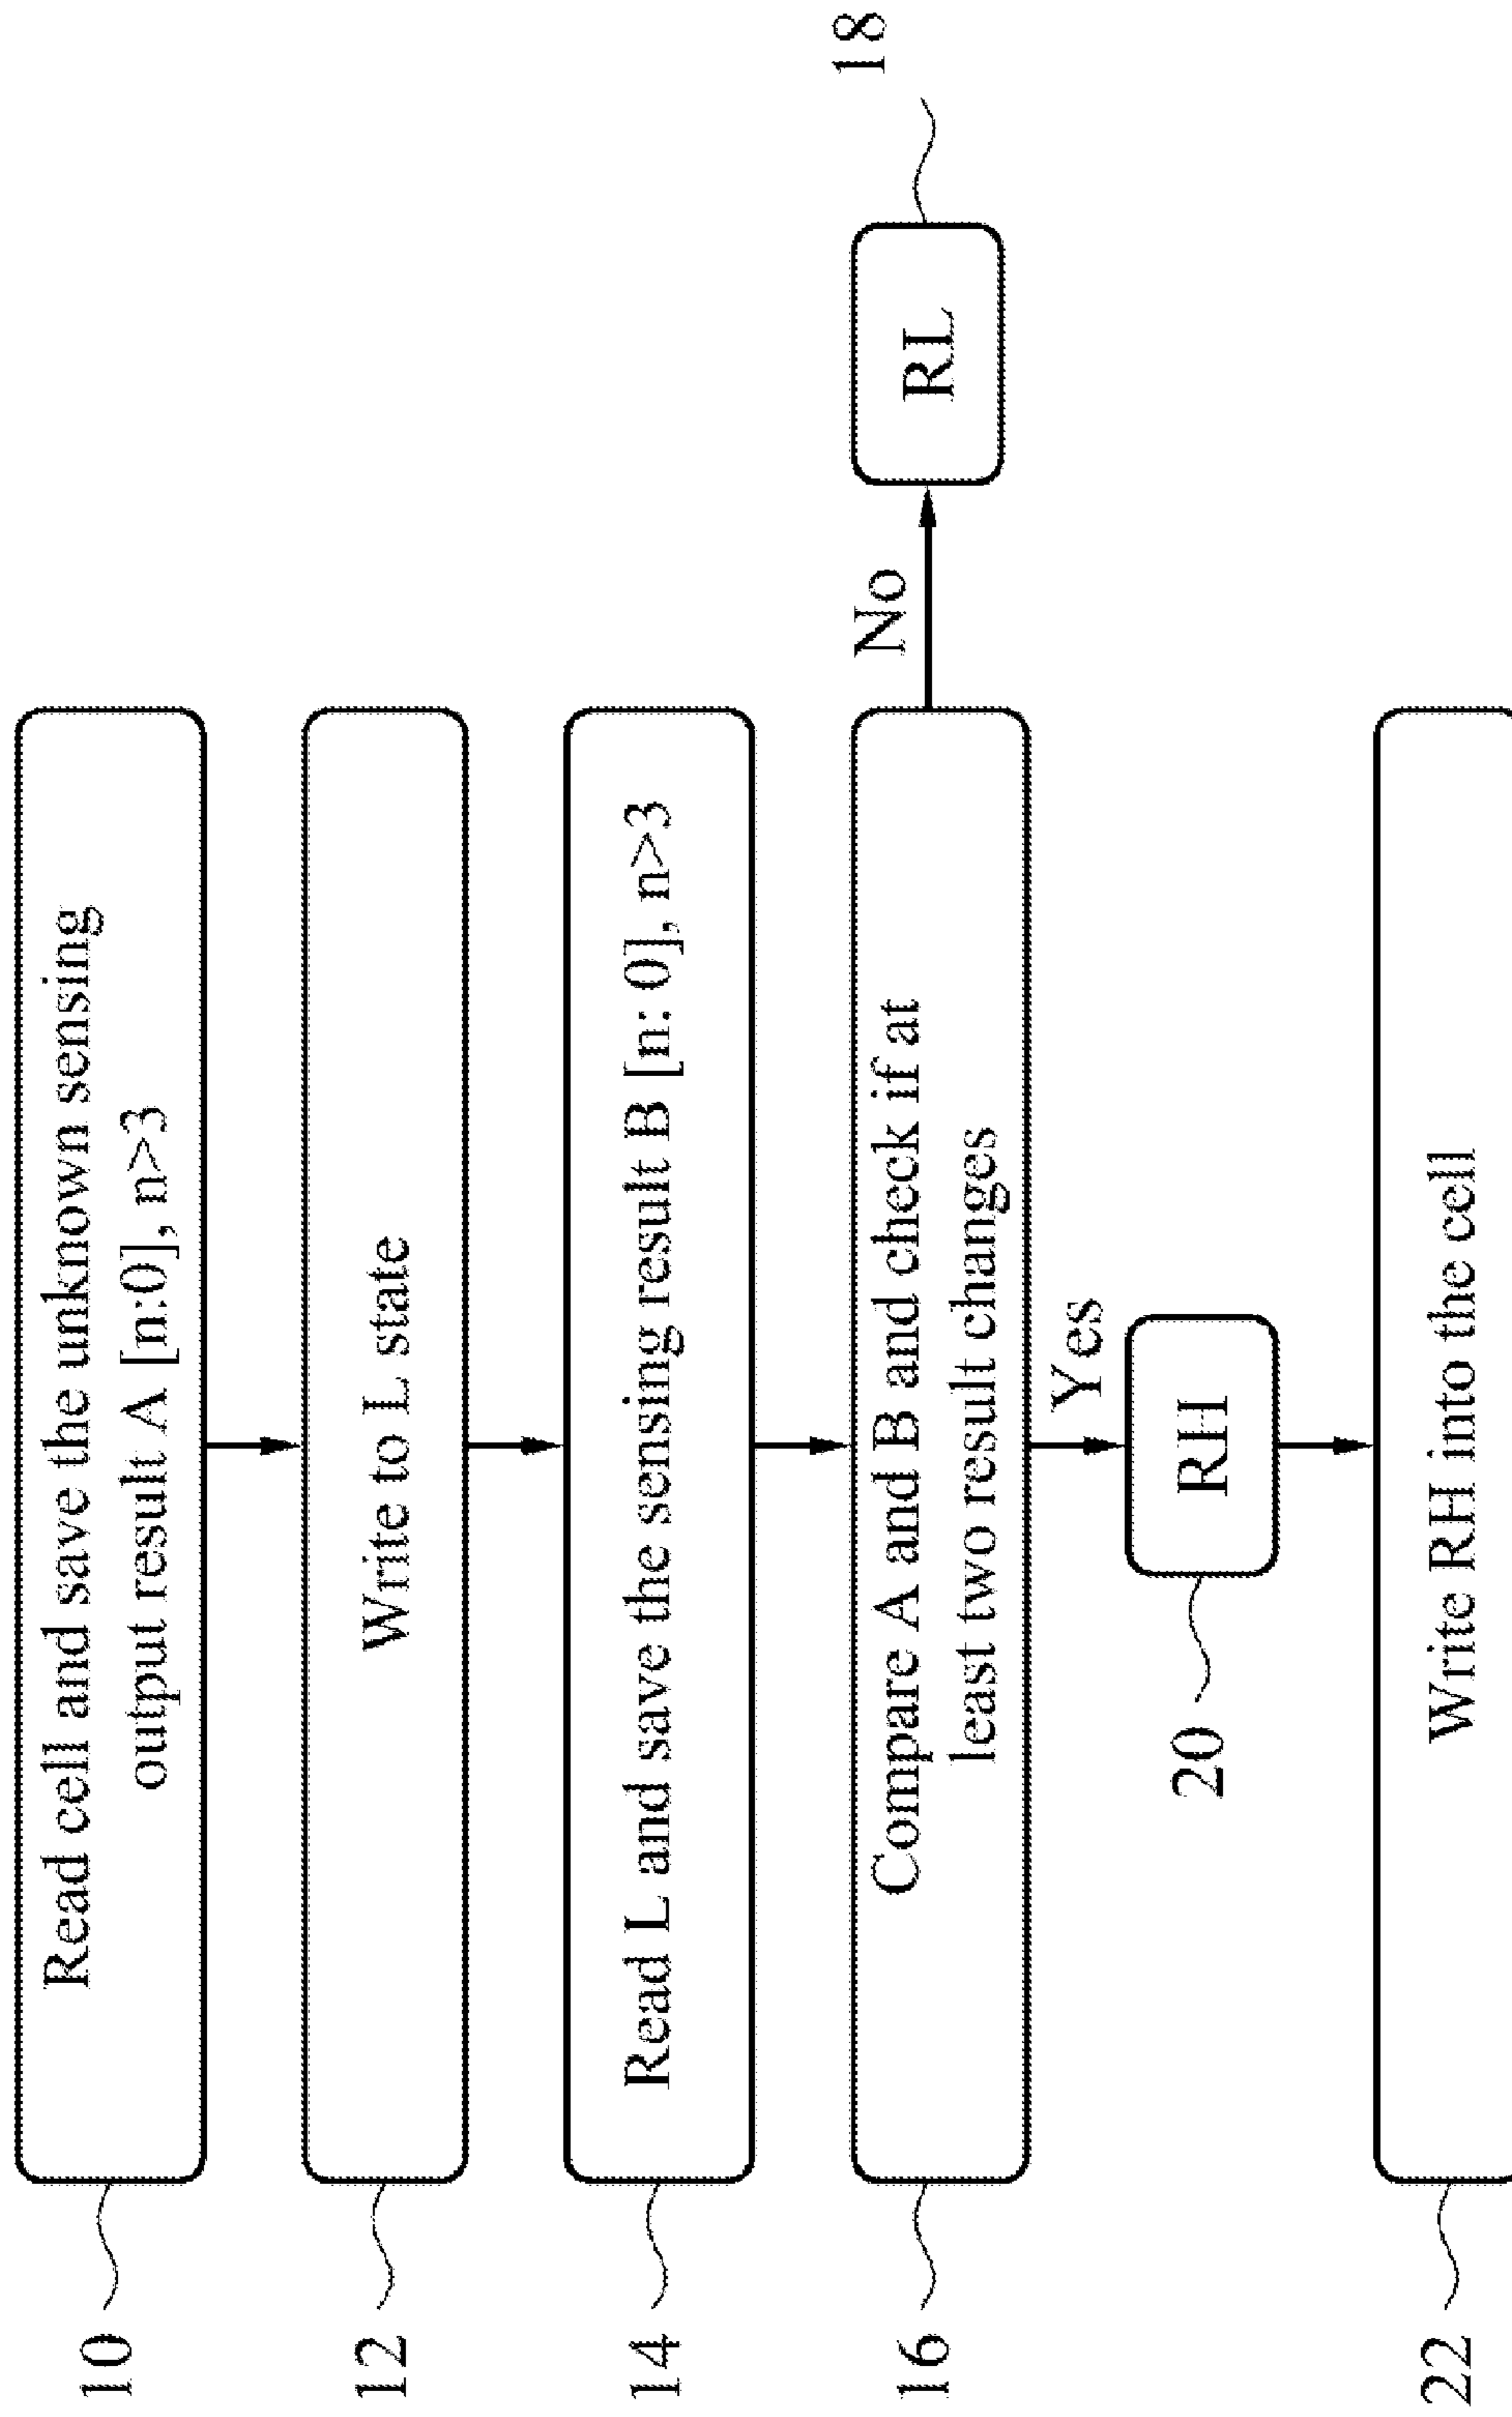 10
Read cell and save the unknown sensing
output result A [n:0], n>3
12
Write to L state
14
Read L and save the sensing result B [n: 0], n>3
16
Compare A and B and check if at
least two result changes
No
RL
18
Yes
RH
20
22
Write RH into the cell